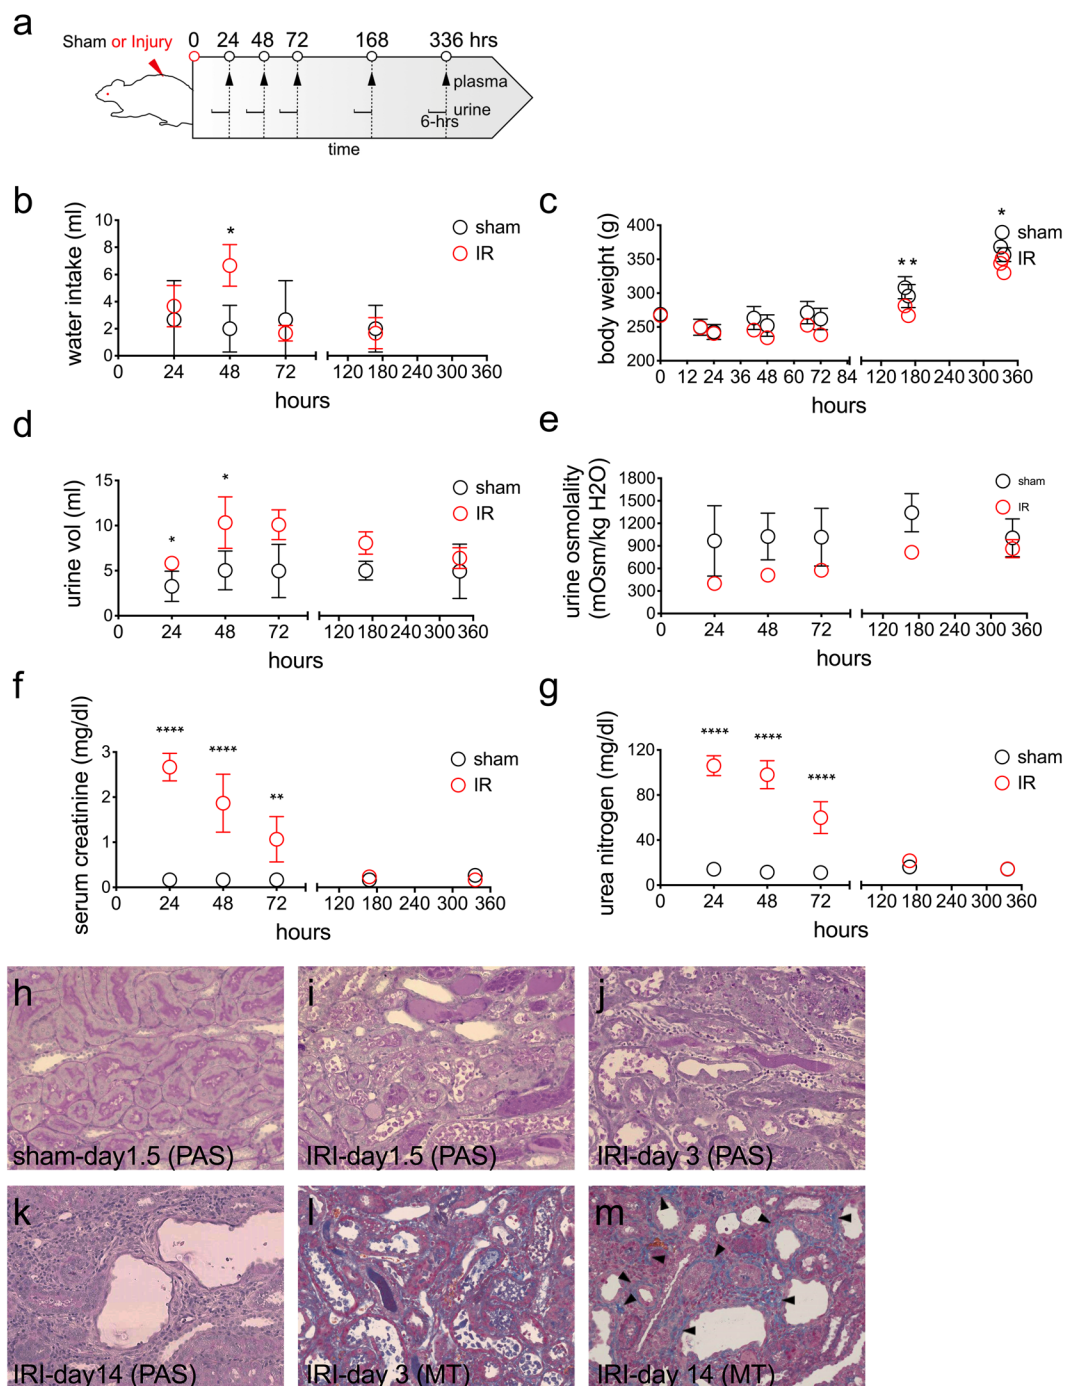 a
Sham or Injury
0 24 48 72 168 336 hrs
plasma
urine
6-hrs
time
b
water intake (ml)
10
8
6
4
2
0
*
sham
IR
0 24 48 72 120 180 240 300 360
hours
c
body weight (g)
400
350
300
250
200
**
*
sham
IR
0 12 24 36 48 60 72 84 120 180 240 300 360
hours
d
urine vol (ml)
15
10
5
0
*
*
sham
IR
0 24 48 72 120 180 240 300 360
hours
e
urine osmolality
(mOsm/kg H2O)
1800
1500
1200
900
600
300
0
sham
IR
0 24 48 72 120 180 240 300 360
hours
f
serum creatinine (mg/dl)
3
2
1
0
****
****
**
sham
IR
0 24 48 72 120 180 240 300 360
hours
g
urea nitrogen (mg/dl)
120
80
40
0
****
****
****
sham
IR
0 24 48 72 120 180 240 300 360
hours
h
sham-day1.5 (PAS)
i
IRI-day1.5 (PAS)
j
IRI-day 3 (PAS)
k
IRI-day14 (PAS)
l
IRI-day 3 (MT)
m
IRI-day 14 (MT)